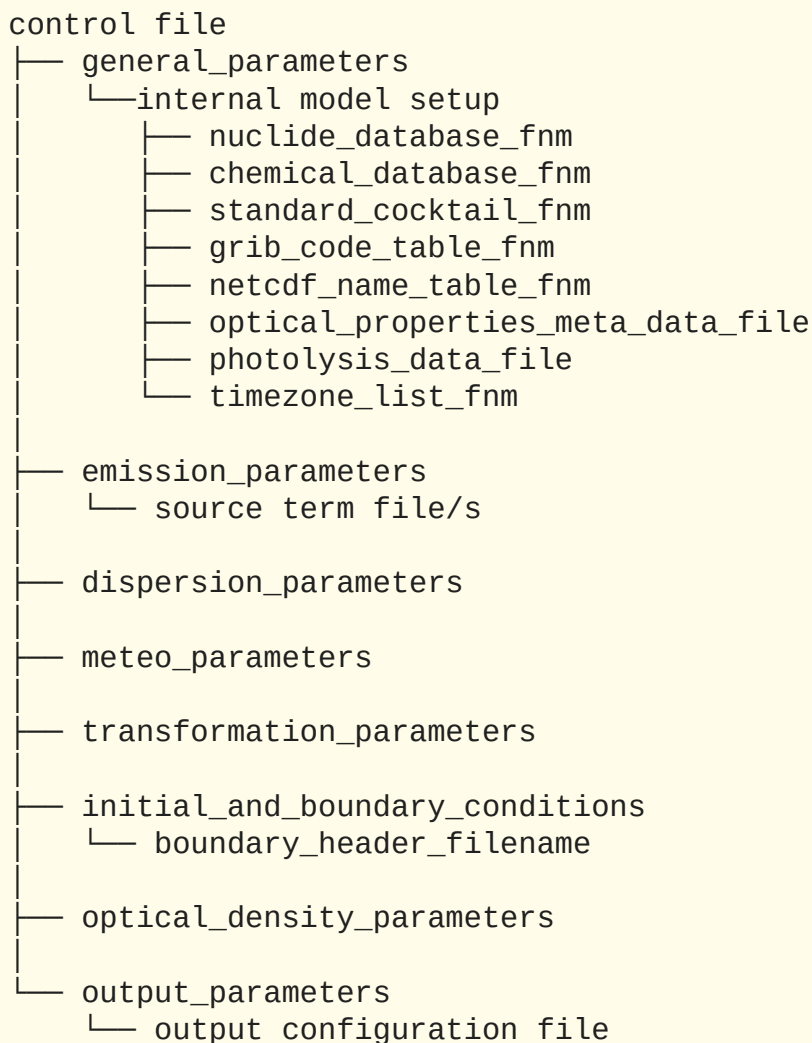 control file
├── general_parameters
│   └──internal model setup
│      ├── nuclide_database_fnm
│      ├── chemical_database_fnm
│      ├── standard_cocktail_fnm
│      ├── grib_code_table_fnm
│      ├── netcdf_name_table_fnm
│      ├── optical_properties_meta_data_file
│      ├── photolysis_data_file
│      └── timezone_list_fnm
│
├── emission_parameters
│   └── source term file/s
│
├── dispersion_parameters
│
├── meteo_parameters
│
├── transformation_parameters
│
├── initial_and_boundary_conditions
│   └── boundary_header_filename
│
├── optical_density_parameters
│
└── output_parameters
    └── output configuration file